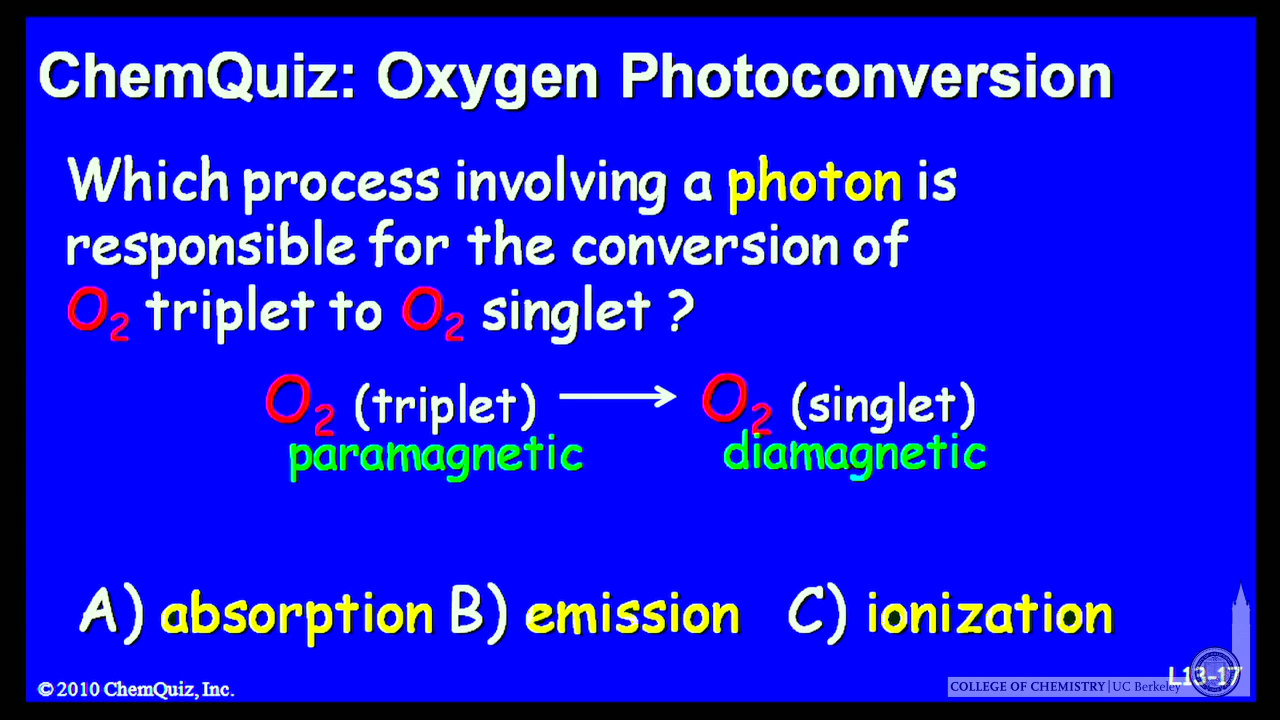 ChemQuiz: Oxygen Photoconversion
Which process involving a photon is
responsible for the conversion of
O₂ triplet to O₂ singlet ?
O₂ (triplet) ⟶ O₂ (singlet)
paramagnetic diamagnetic
A) absorption B) emission C) ionization
© 2010 ChemQuiz, Inc.
L13-17
COLLEGE OF CHEMISTRY | UC Berkeley